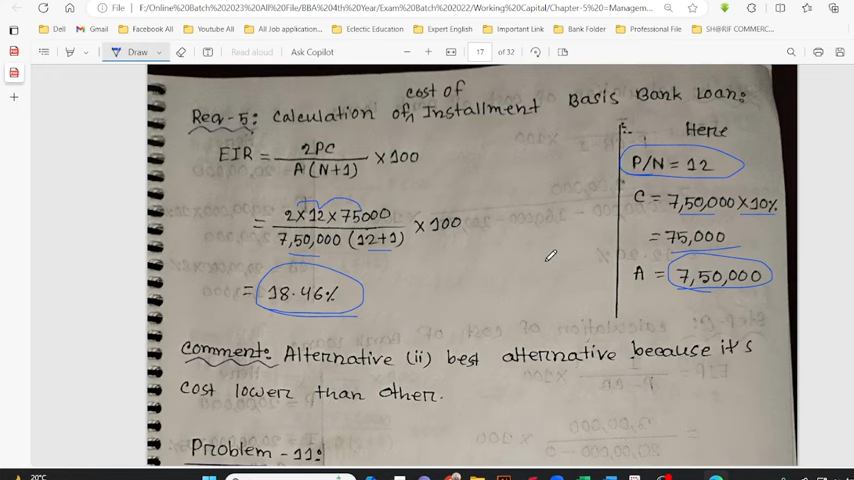 File | F:/Online %Batch %202023 %20All %20File/BBA %204th %20Year/Exam %20Batch %202022/Working %20Capital/Chapter-5 %20= %20Managem...
Dell
Gmail
Facebook All
YouTube All
All job application...
Eclectic Education
Expert English
Important Link
Bank Folder
Professional File
SH@RIF COMMERC...
Draw
Read aloud
Ask Copilot
17 of 32
Req-5: Calculation of cost of Installment Basis Bank Loan:
EIR = 2PC / A(N+1) ×100
= 2×12×75000 / 7,50,000 (12+1) ×100
= 18.46%
Here
P/N = 12
C = 7,50,000×10%
= 75,000
A = 7,50,000
Comment: Alternative (ii) best alternative because it's
cost lower than other.
Problem - 11:
20°C